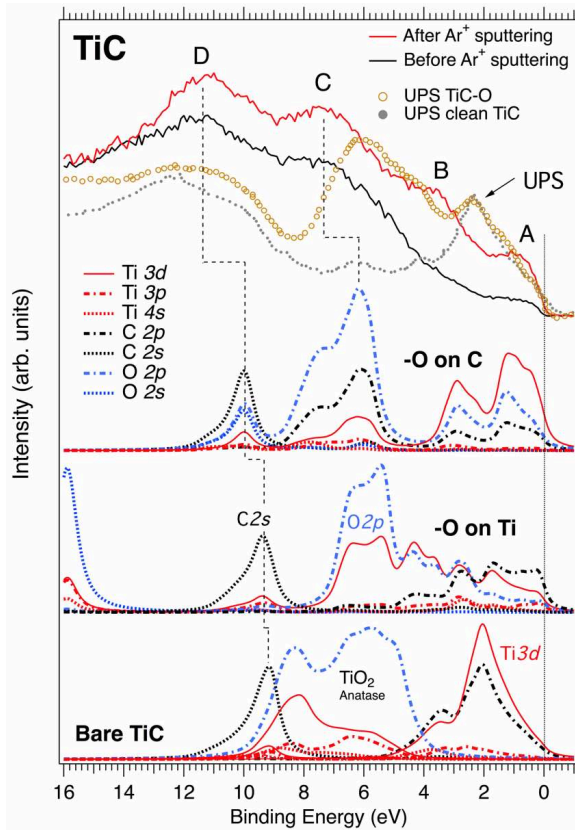 TiC
After Ar+ sputtering
Before Ar+ sputtering
UPS TiC-O
UPS clean TiC
D
C
B
UPS
A
Ti 3d
Ti 3p
Ti 4s
C 2p
C 2s
O 2p
O 2s
-O on C
C2s
O2p
-O on Ti
Ti3d
TiO2
Anatase
Bare TiC
Intensity (arb. units)
16 14 12 10 8 6 4 2 0
Binding Energy (eV)